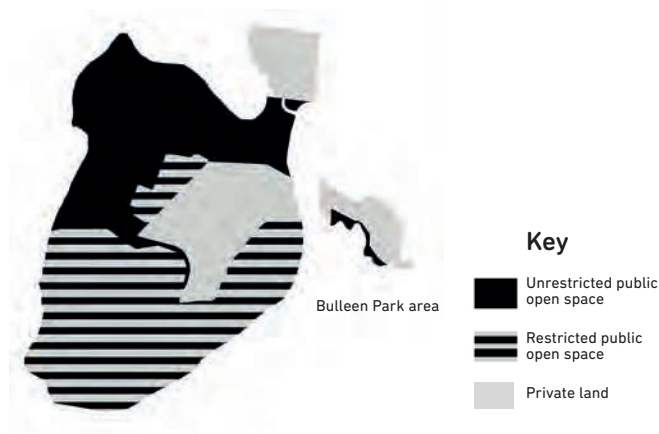 Bulleen Park area
Key
Unrestricted public
open space
Restricted public
open space
Private land